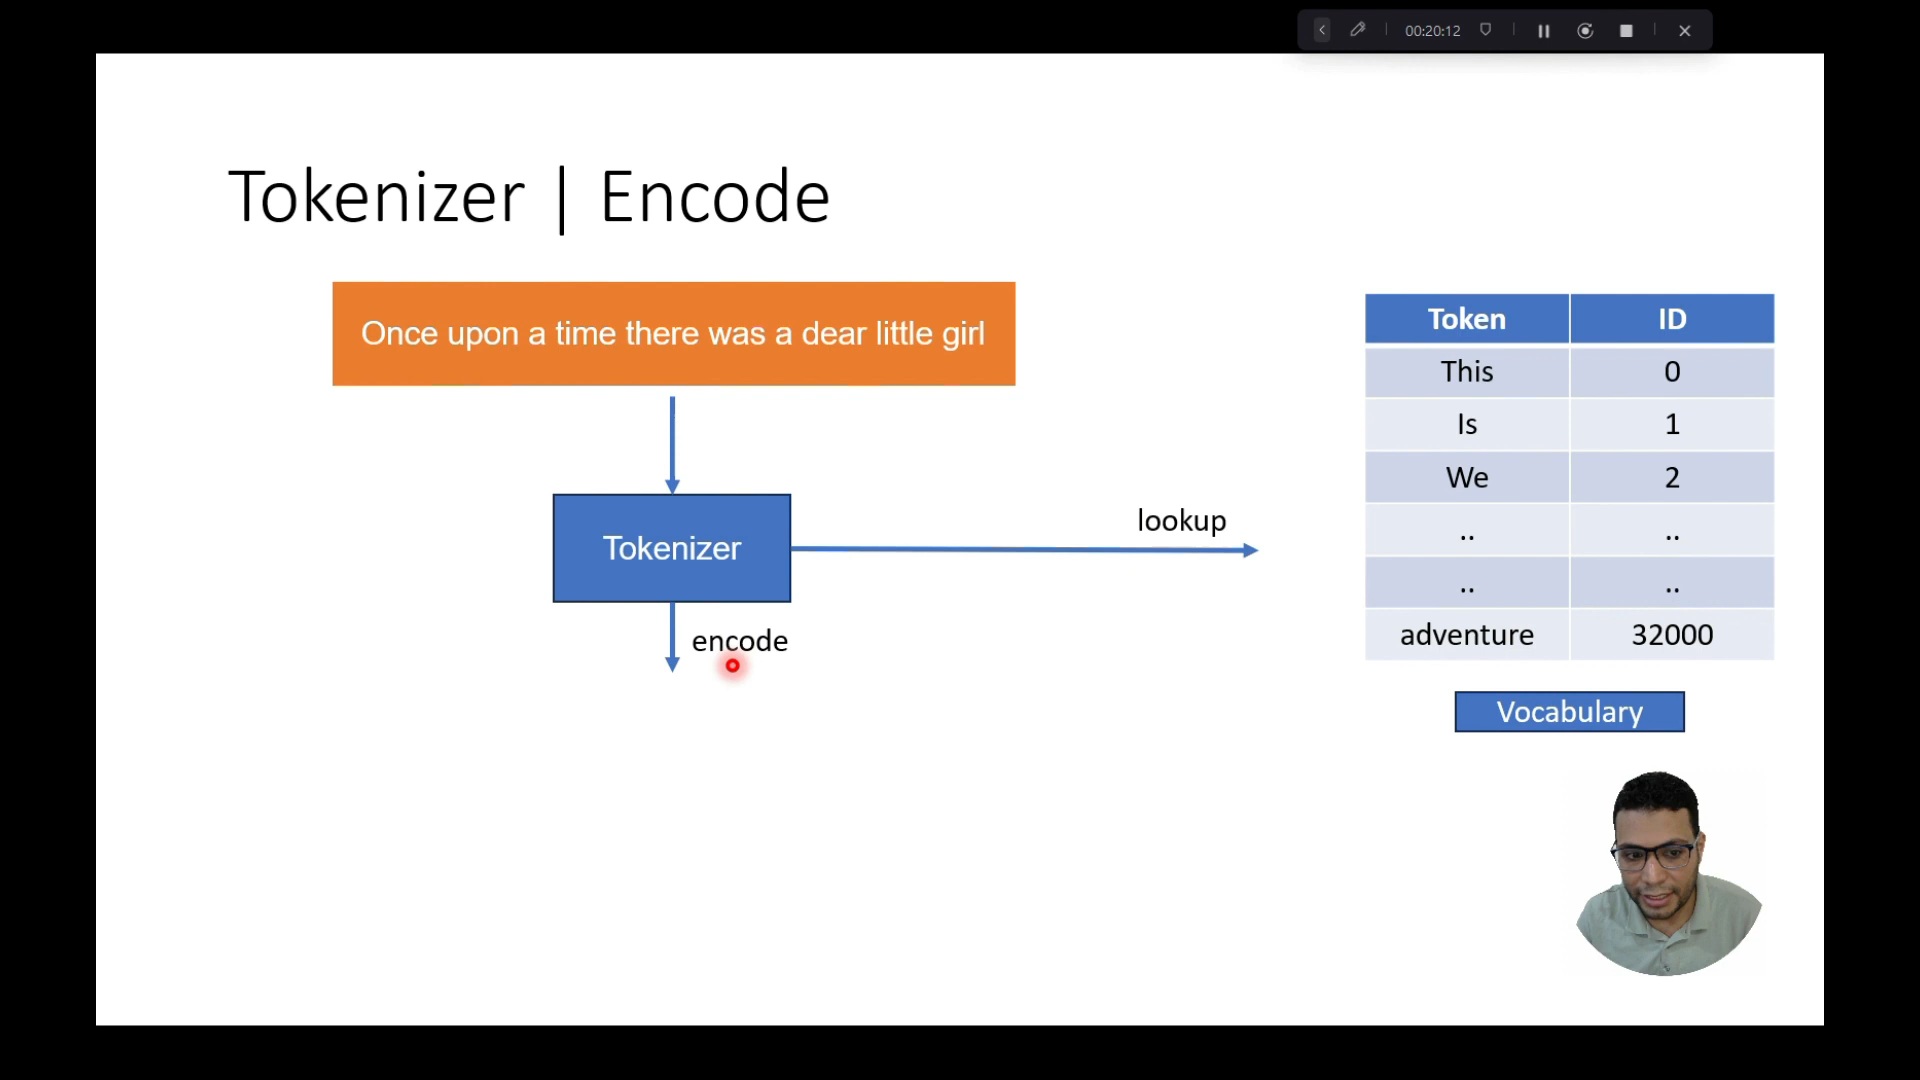 00:20:12
Tokenizer | Encode
Once upon a time there was a dear little girl
Tokenizer
lookup
encode
Token ID
This 0
Is 1
We 2
.. ..
.. ..
adventure 32000
Vocabulary